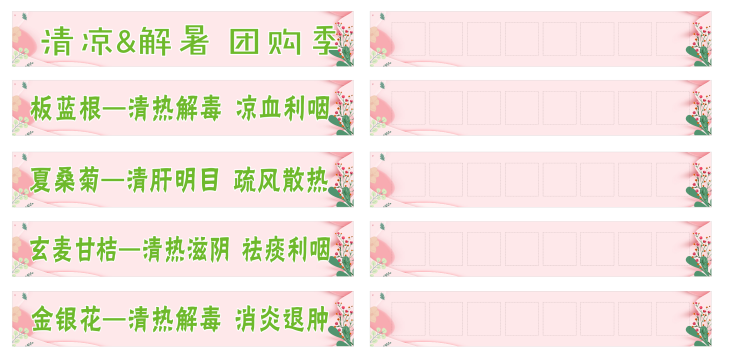 清凉&解暑 团购季
板蓝根—清热解毒 凉血利咽
夏桑菊—清肝明目 疏风散热
玄麦甘桔—清热滋阴 祛痰利咽
金银花—清热解毒 消炎退肿